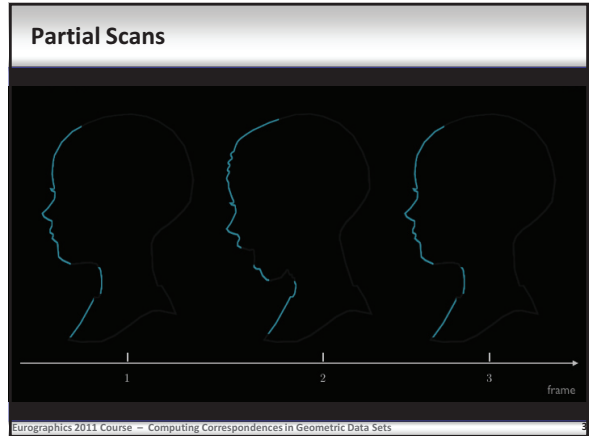 Partial Scans
1 2 3
frame
Eurographics 2011 Course – Computing Correspondences in Geometric Data Sets 3